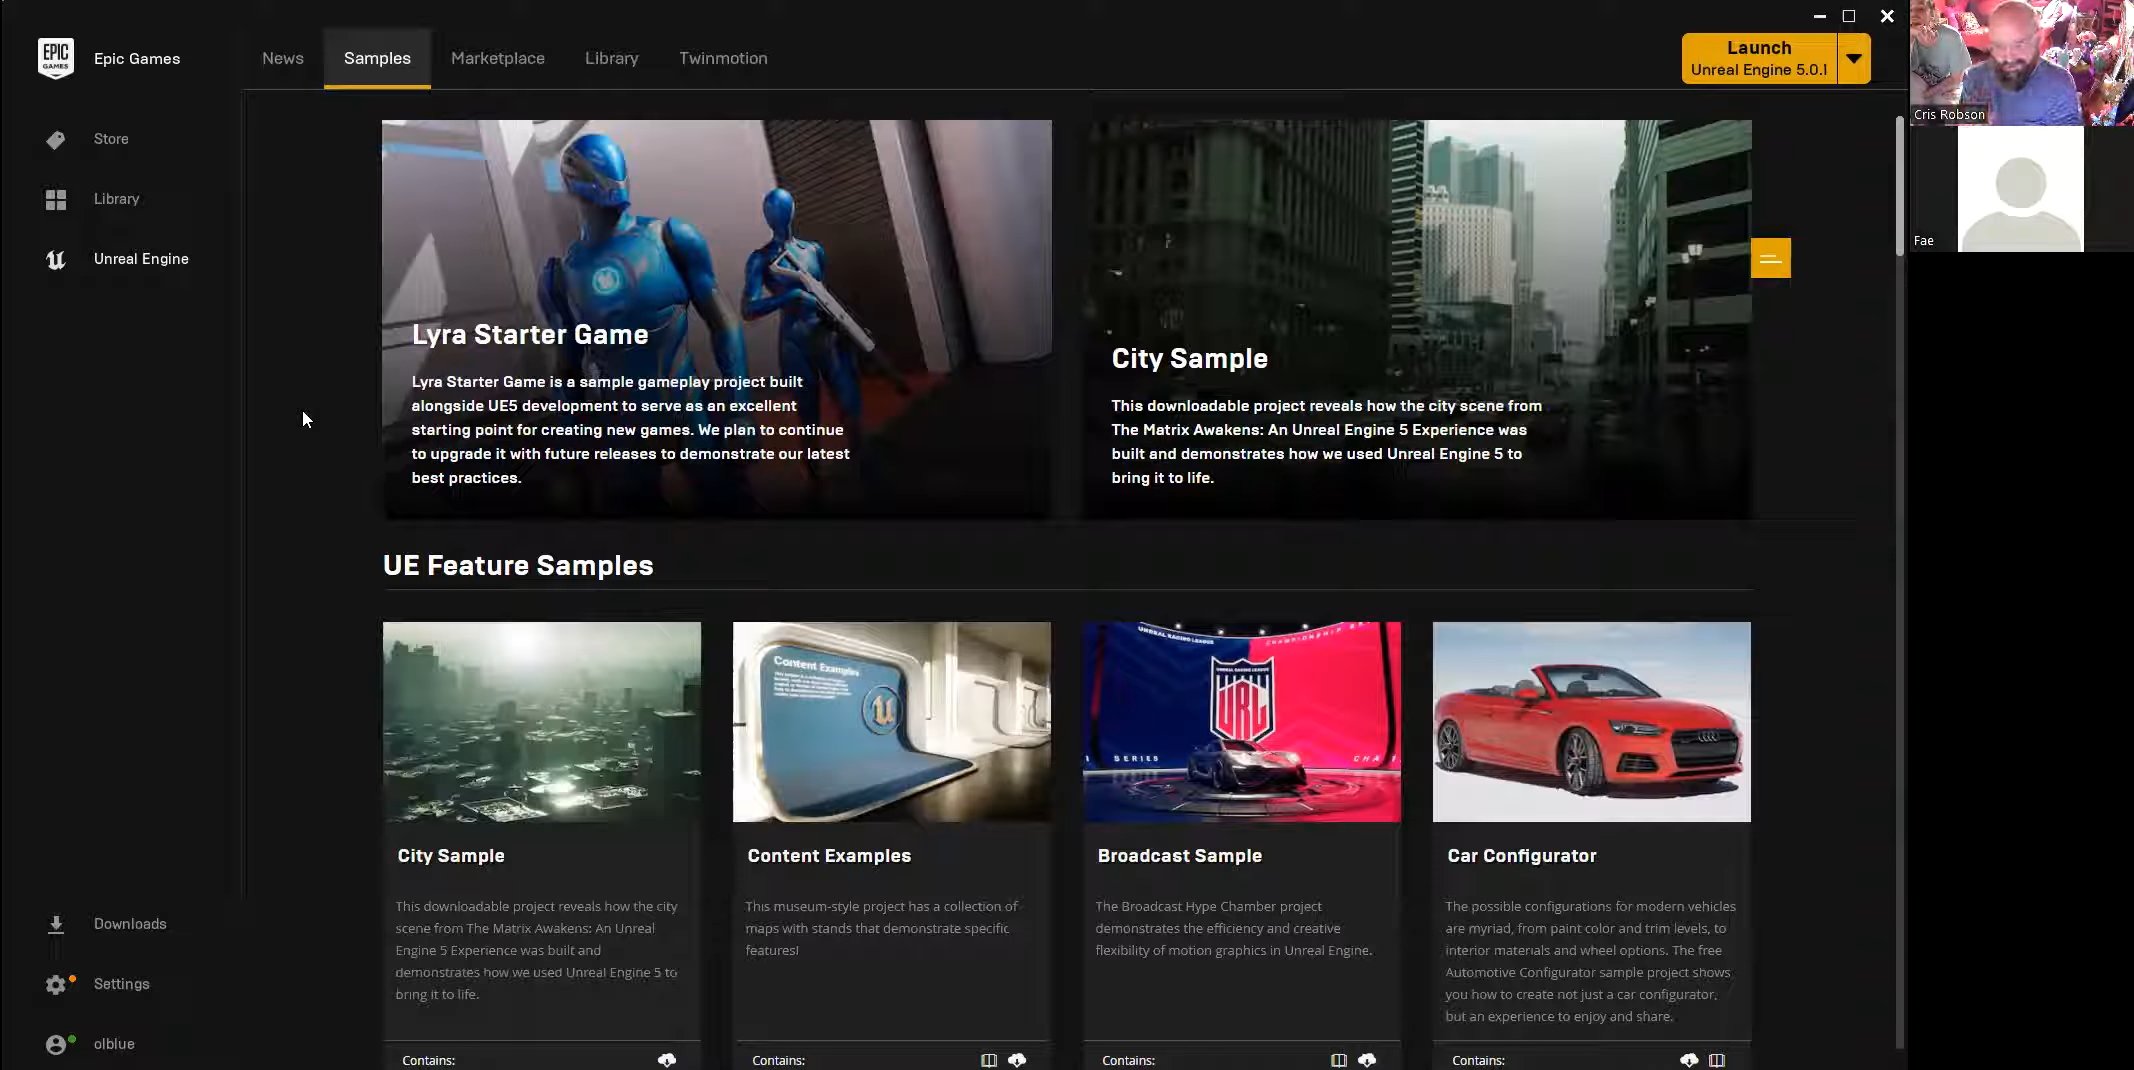 EPIC GAMES
Epic Games
News
Samples
Marketplace
Library
Twinmotion
Launch
Unreal Engine 5.0.1
Store
Library
Unreal Engine
Downloads
Settings
olblue
Lyra Starter Game
Lyra Starter Game is a sample gameplay project built
alongside UE5 development to serve as an excellent
starting point for creating new games. We plan to continue
to upgrade it with future releases to demonstrate our latest
best practices.
City Sample
This downloadable project reveals how the city scene from
The Matrix Awakens: An Unreal Engine 5 Experience was
built and demonstrates how we used Unreal Engine 5 to
bring it to life.
Cris Robson
Fae
UE Feature Samples
City Sample
This downloadable project reveals how the city
scene from The Matrix Awakens: An Unreal
Engine 5 Experience was built and
demonstrates how we used Unreal Engine 5 to
bring it to life.
Contains:
Content Examples
Content Examples
This museum-style project has a collection of
maps with stands that demonstrate specific
features!
Contains:
UNREAL RACING LEAGUE
CHAMPIONSHIP
URL
SERIES
CHA
Broadcast Sample
The Broadcast Hype Chamber project
demonstrates the efficiency and creative
flexibility of motion graphics in Unreal Engine.
Contains:
Car Configurator
The possible configurations for modern vehicles
are myriad, from paint color and trim levels, to
interior materials and wheel options. The free
Automotive Configurator sample project shows
you how to create not just a car configurator,
but an experience to enjoy and share.
Contains: